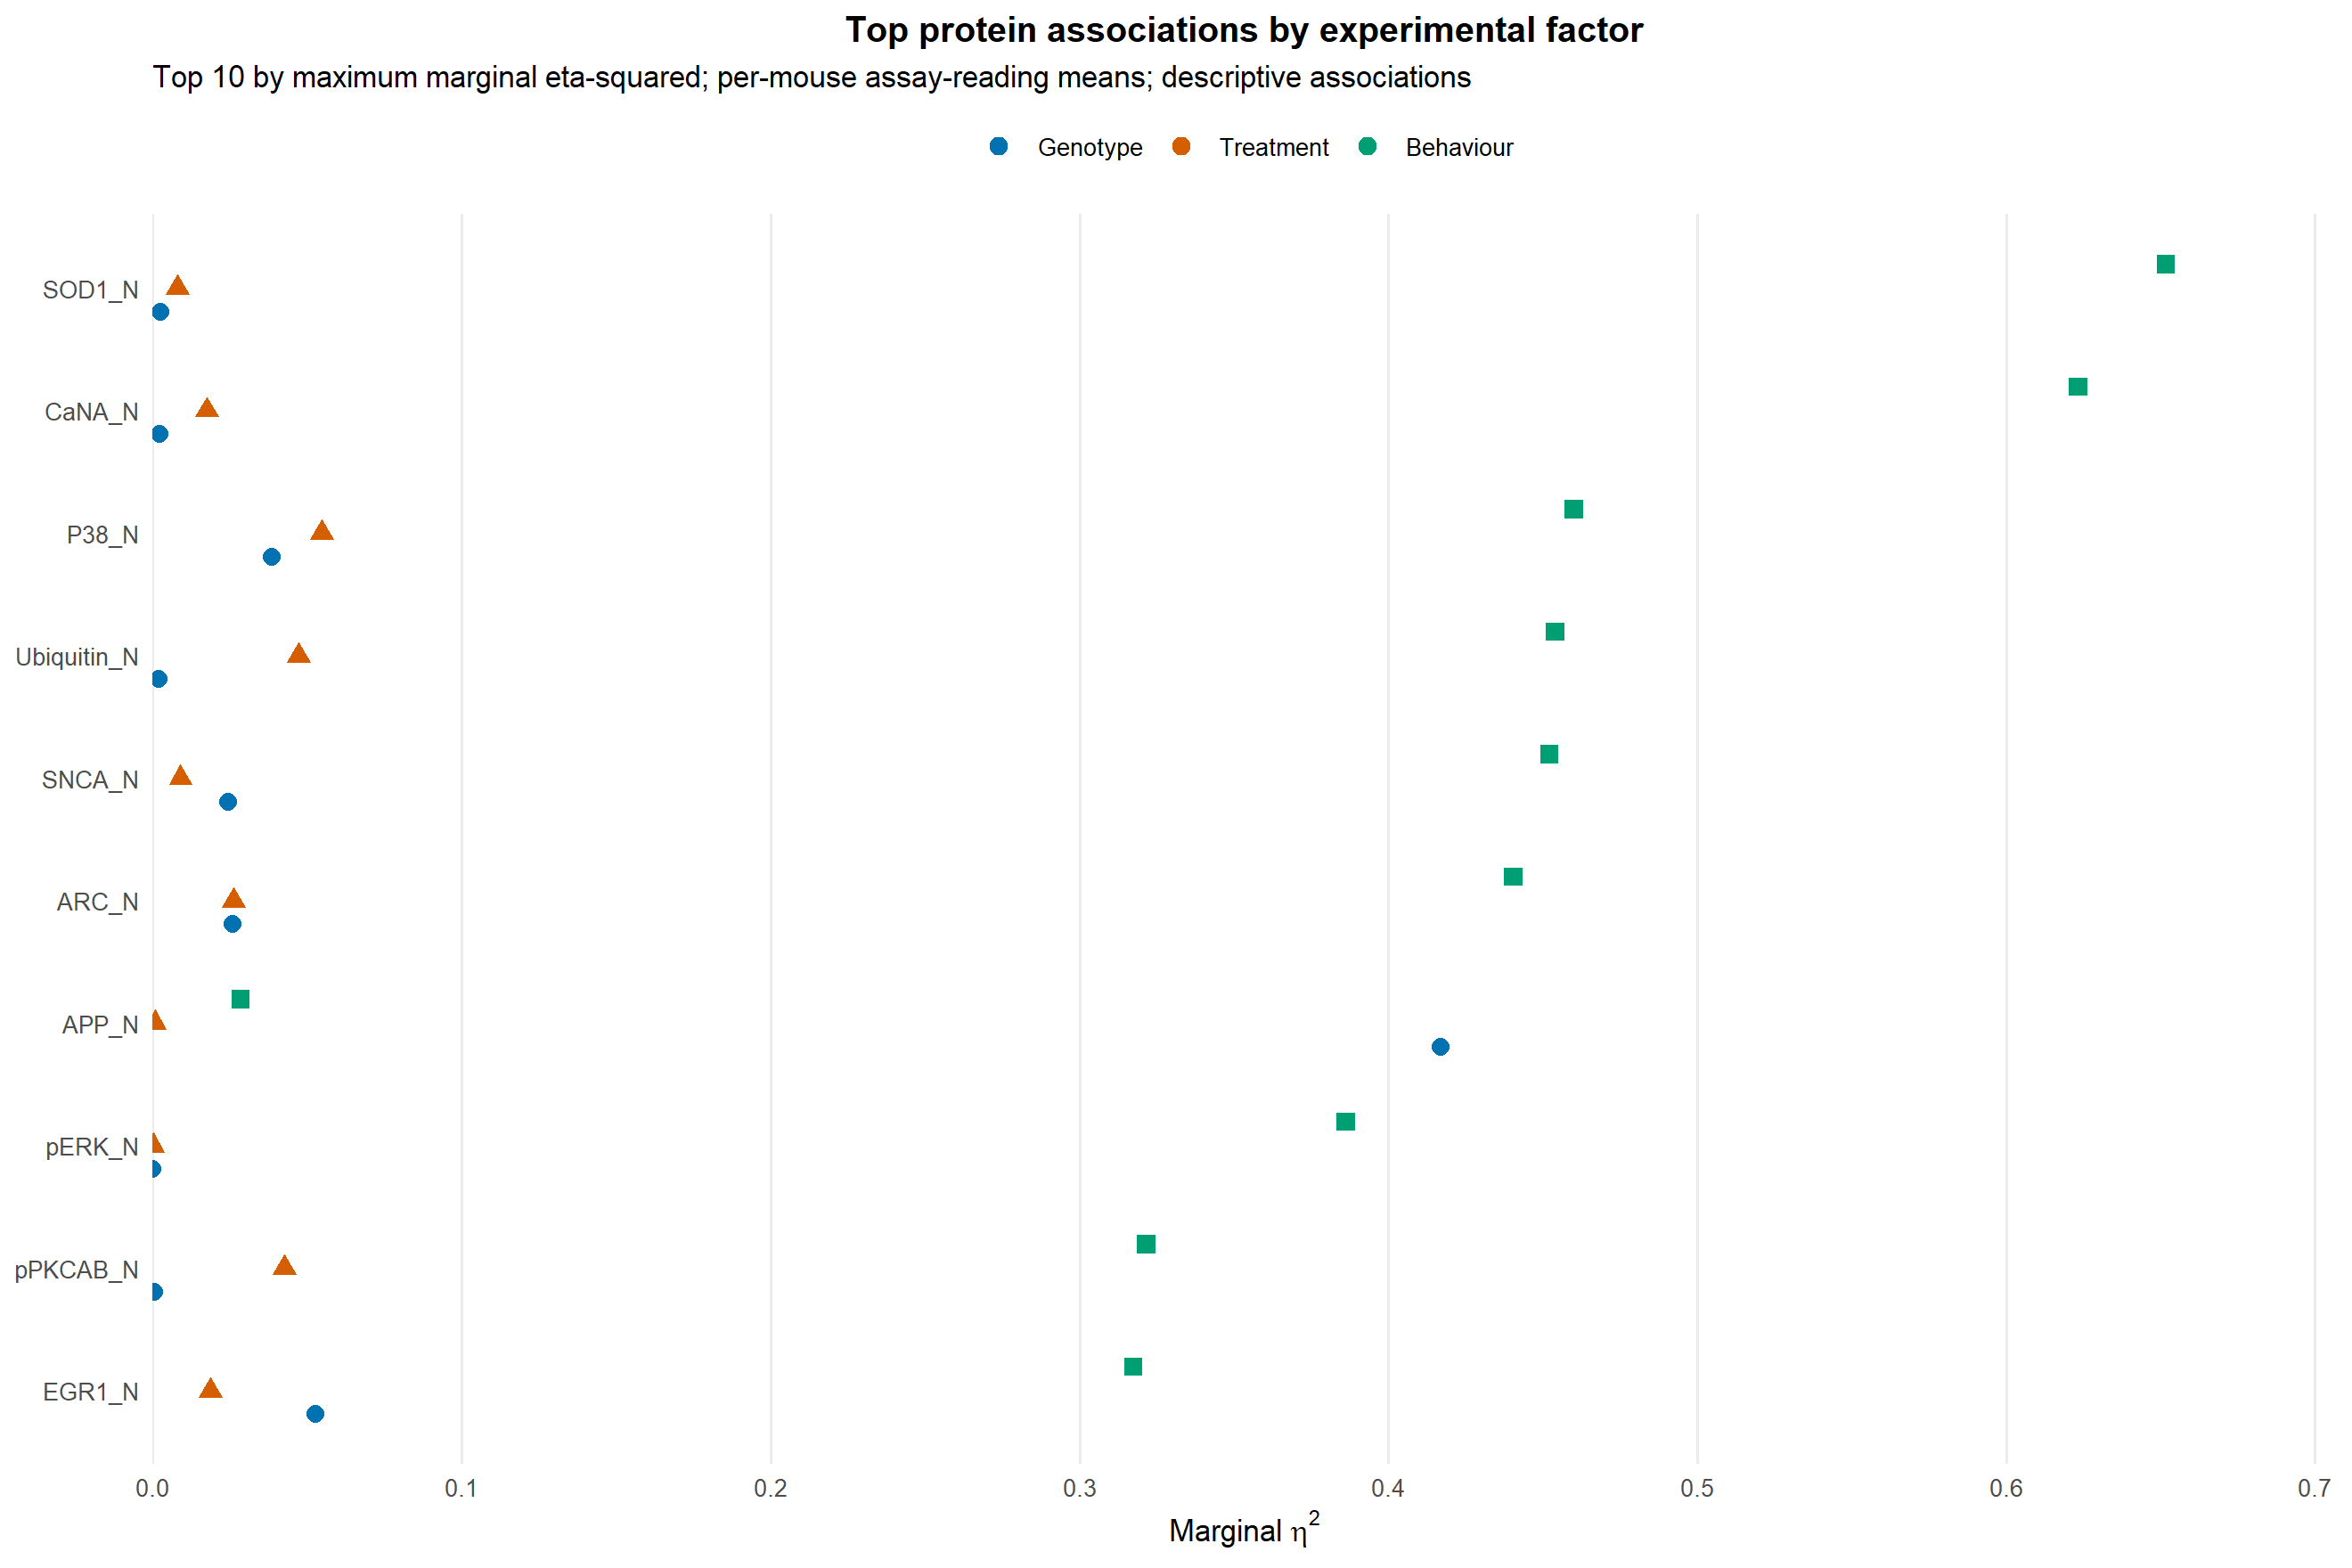 Top protein associations by experimental factor
Top 10 by maximum marginal eta-squared; per-mouse assay-reading means; descriptive associations
Genotype Treatment Behaviour
SOD1_N
CaNA_N
P38_N
Ubiquitin_N
SNCA_N
ARC_N
APP_N
pERK_N
pPKCAB_N
EGR1_N
0.0 0.1 0.2 0.3 0.4 0.5 0.6 0.7
Marginal η²